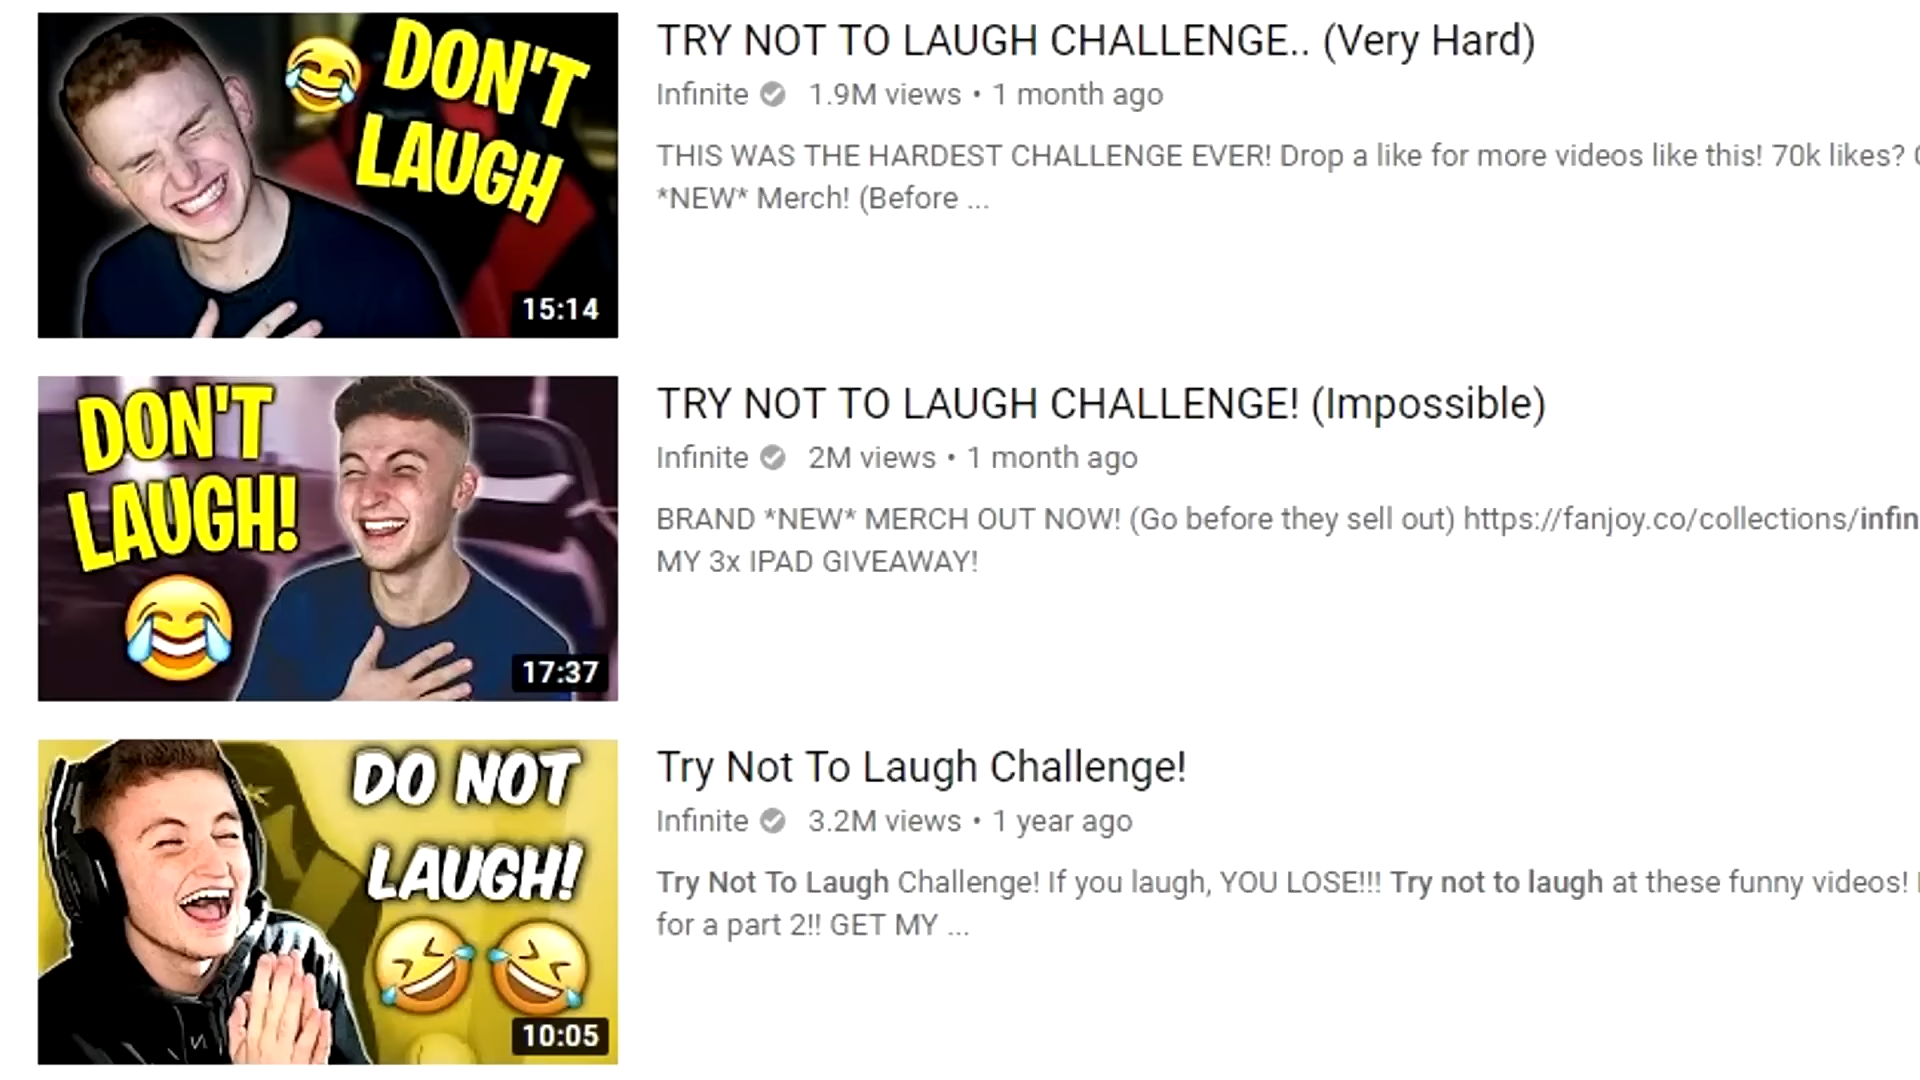 DON'T
LAUGH
15:14
TRY NOT TO LAUGH CHALLENGE.. (Very Hard)
Infinite 1.9M views • 1 month ago
THIS WAS THE HARDEST CHALLENGE EVER! Drop a like for more videos like this! 70k likes?
*NEW* Merch! (Before ...
DON'T
LAUGH!
17:37
TRY NOT TO LAUGH CHALLENGE! (Impossible)
Infinite 2M views • 1 month ago
BRAND *NEW* MERCH OUT NOW! (Go before they sell out) https://fanjoy.co/collections/infin
MY 3x IPAD GIVEAWAY!
DO NOT
LAUGH!
10:05
Try Not To Laugh Challenge!
Infinite 3.2M views • 1 year ago
Try Not To Laugh Challenge! If you laugh, YOU LOSE!!! Try not to laugh at these funny videos!
for a part 2!! GET MY ...